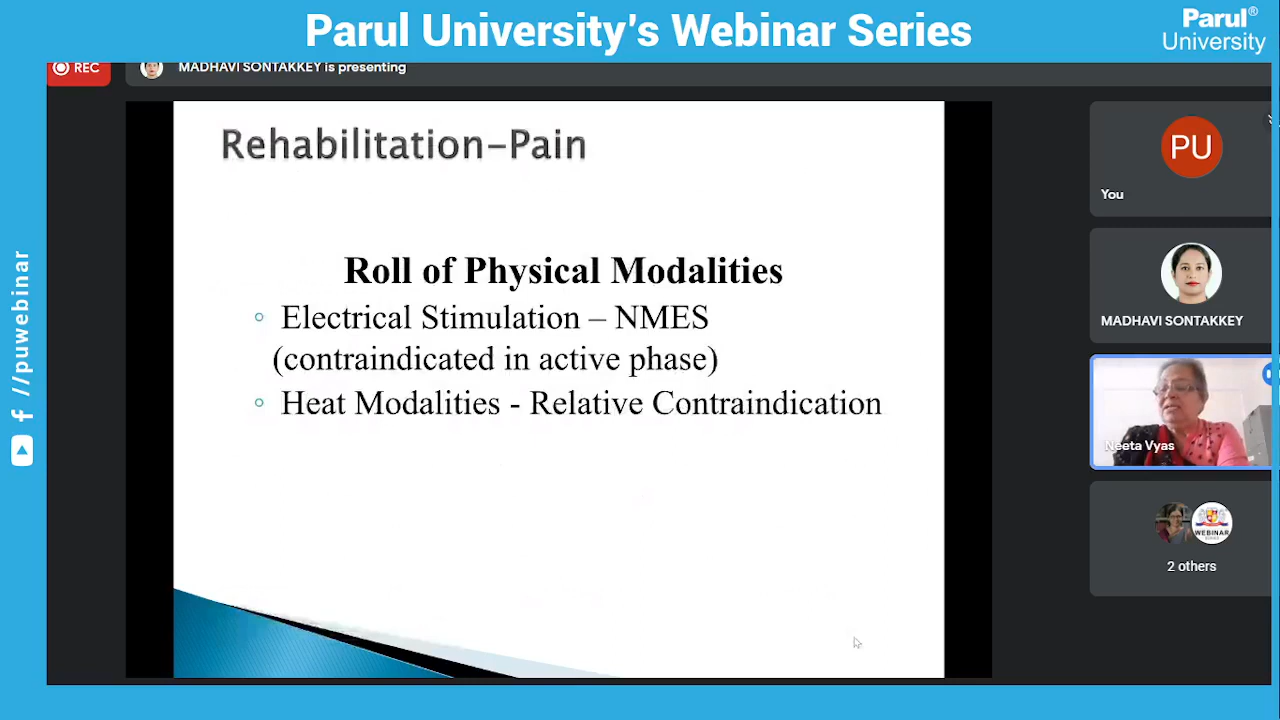 Parul University's Webinar Series
Parul®
University
REC
MADHAVI SONTAKKEY is presenting
Rehabilitation-Pain
Roll of Physical Modalities
Electrical Stimulation – NMES
(contraindicated in active phase)
Heat Modalities - Relative Contraindication
PU
You
MADHAVI SONTAKKEY
Neeta Vyas
WEBINAR
2 others
//puwebinar